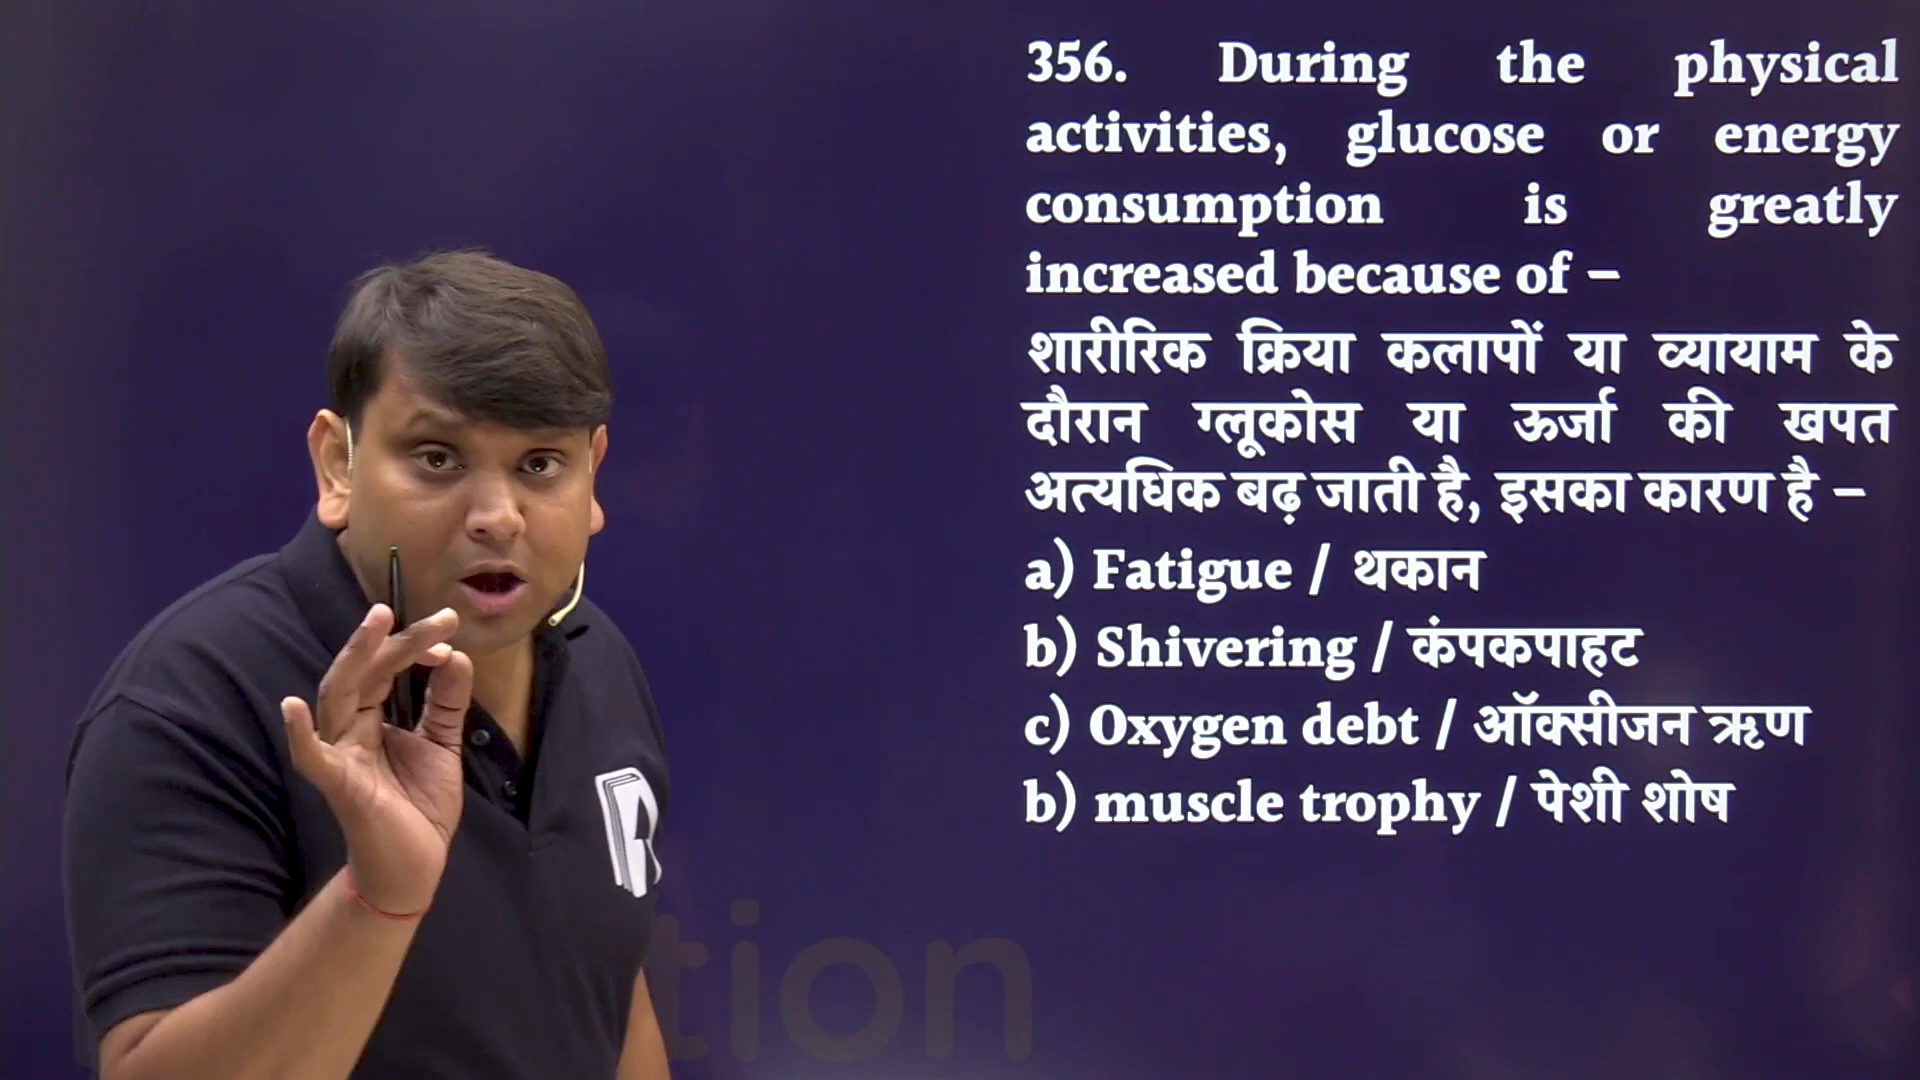 356. During the physical
activities, glucose or energy
consumption is greatly
increased because of –
शारीरिक क्रिया कलापों या व्यायाम के
दौरान ग्लूकोस या ऊर्जा की खपत
अत्यधिक बढ़ जाती है, इसका कारण है –
a) Fatigue / थकान
b) Shivering / कंपकपाहट
c) Oxygen debt / ऑक्सीजन ऋण
b) muscle trophy / पेशी शोष
tion